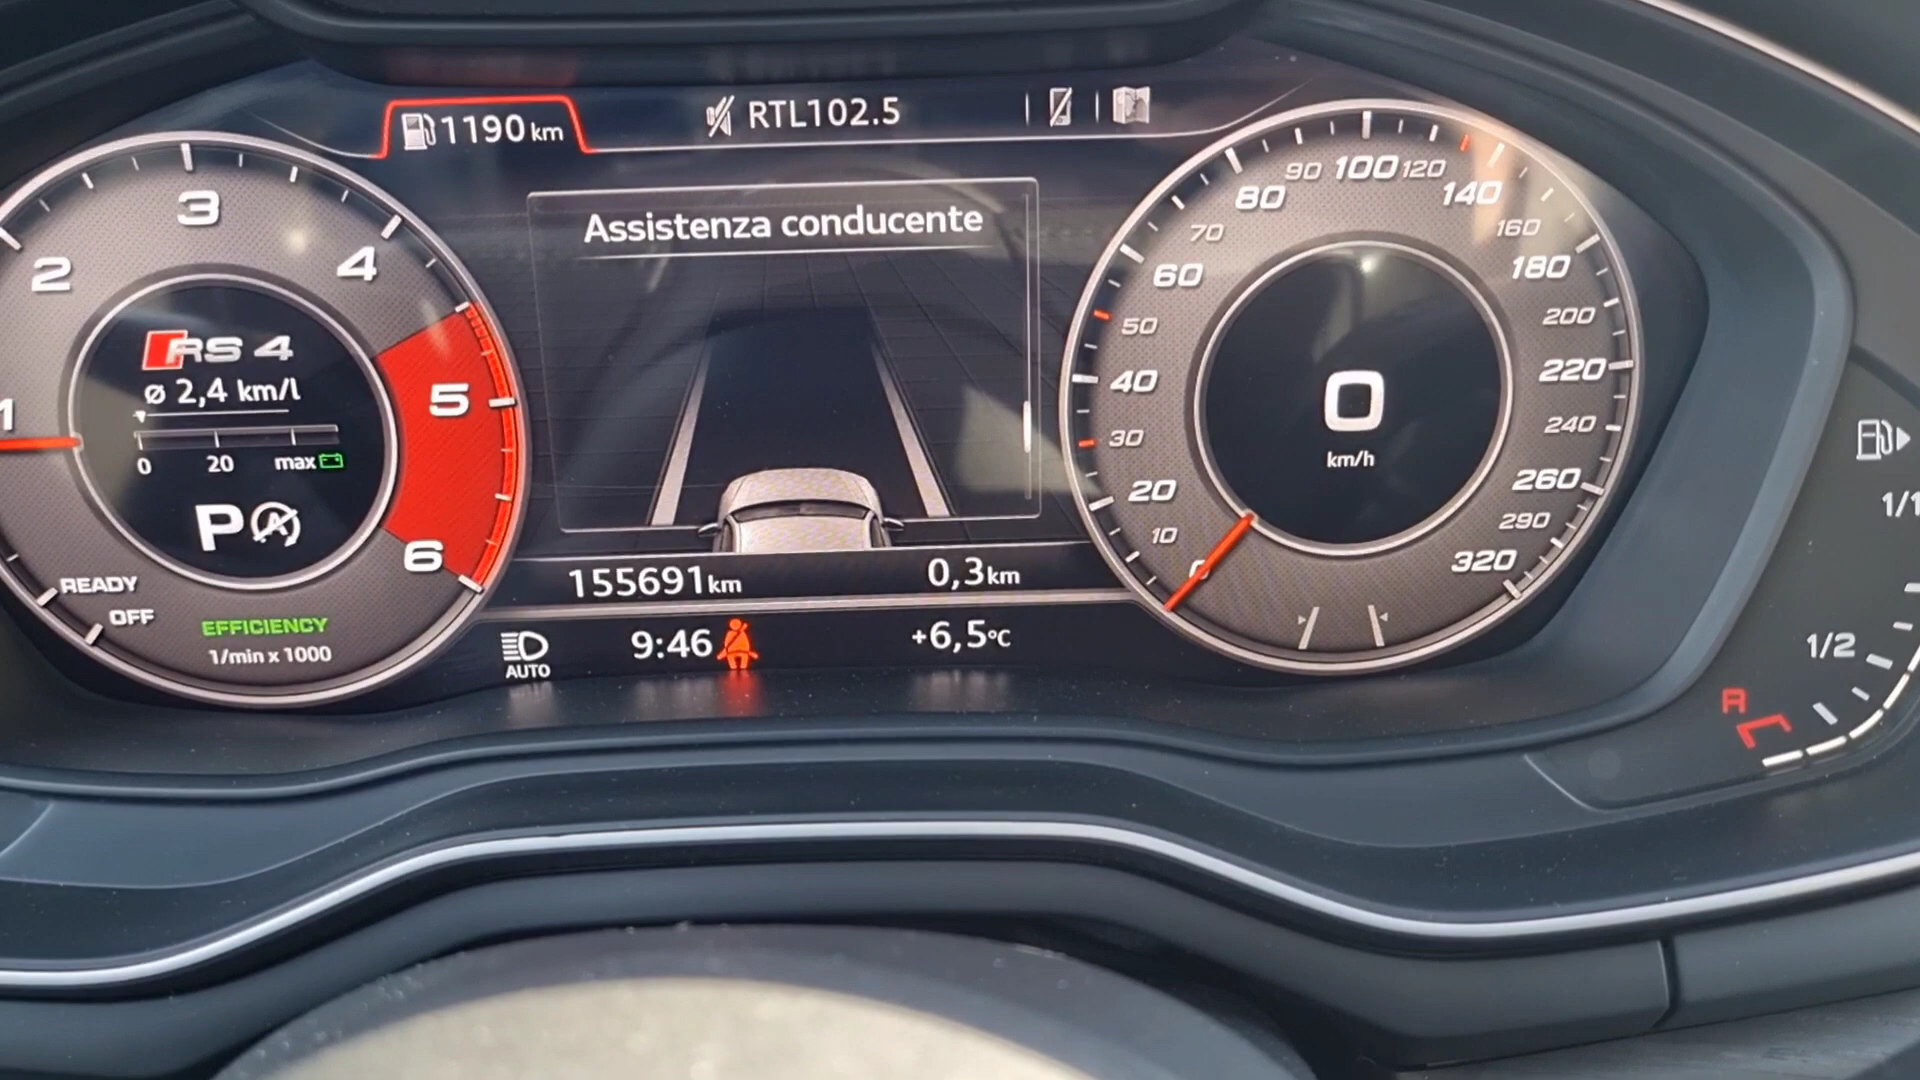 1190 km
RTL102.5
Assistenza conducente
1
2
3
4
5
6
RS 4
ø 2,4 km/l
0 20 max
P A
READY
OFF
EFFICIENCY
1/min x 1000
155691 km
0,3 km
AUTO
9:46
+6,5 °C
0
10
20
30
40
50
60
70
80
90
100
120
140
160
180
200
220
240
260
290
320
0
km/h
1/1
1/2
R